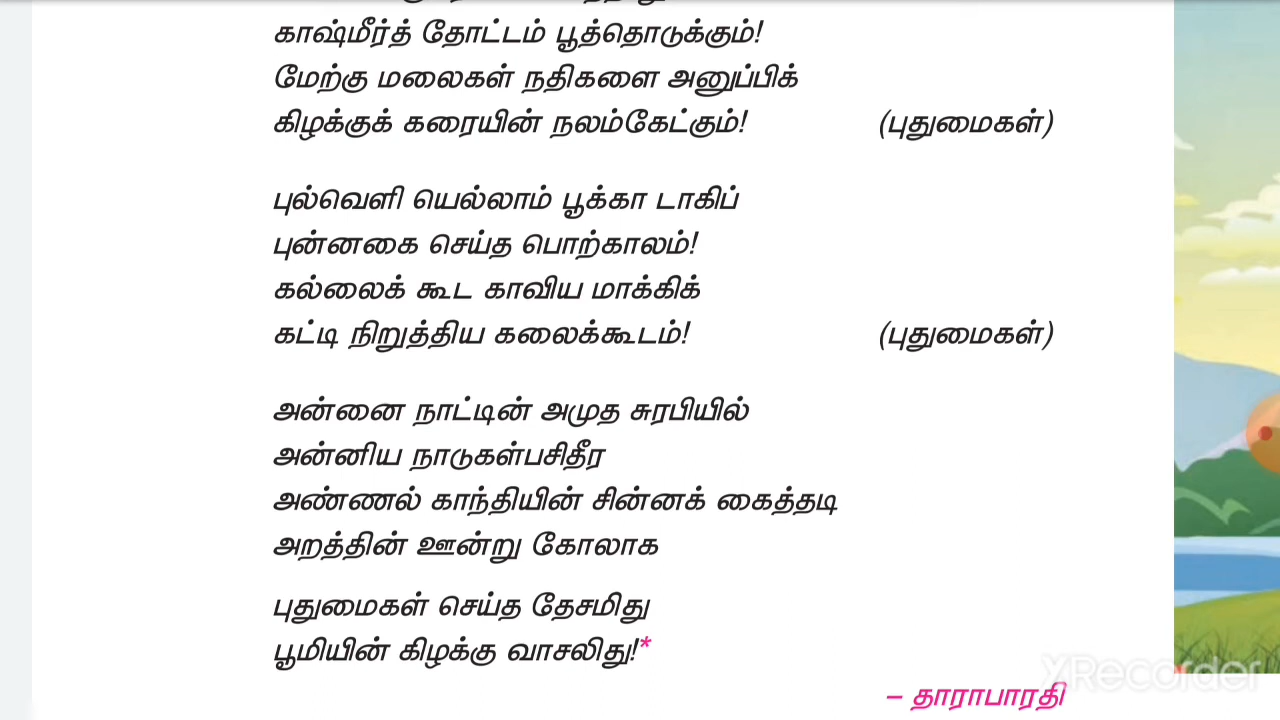 காஷ்மீர்த் தோட்டம் பூத்தொடுக்கும்!
மேற்கு மலைகள் நதிகளை அனுப்பிக்
கிழக்குக் கரையின் நலம்கேட்கும்! (புதுமைகள்)
புல்வெளி யெல்லாம் பூக்கா டாகிப்
புன்னகை செய்த பொற்காலம்!
கல்லைக் கூட காவிய மாக்கிக்
கட்டி நிறுத்திய கலைக்கூடம்! (புதுமைகள்)
அன்னை நாட்டின் அமுத சுரபியில்
அன்னிய நாடுகள்பசிதீர
அண்ணல் காந்தியின் சின்னக் கைத்தடி
அறத்தின் ஊன்று கோலாக
புதுமைகள் செய்த தேசமிது
பூமியின் கிழக்கு வாசலிது!*
– தாராபாரதி
XRecorder